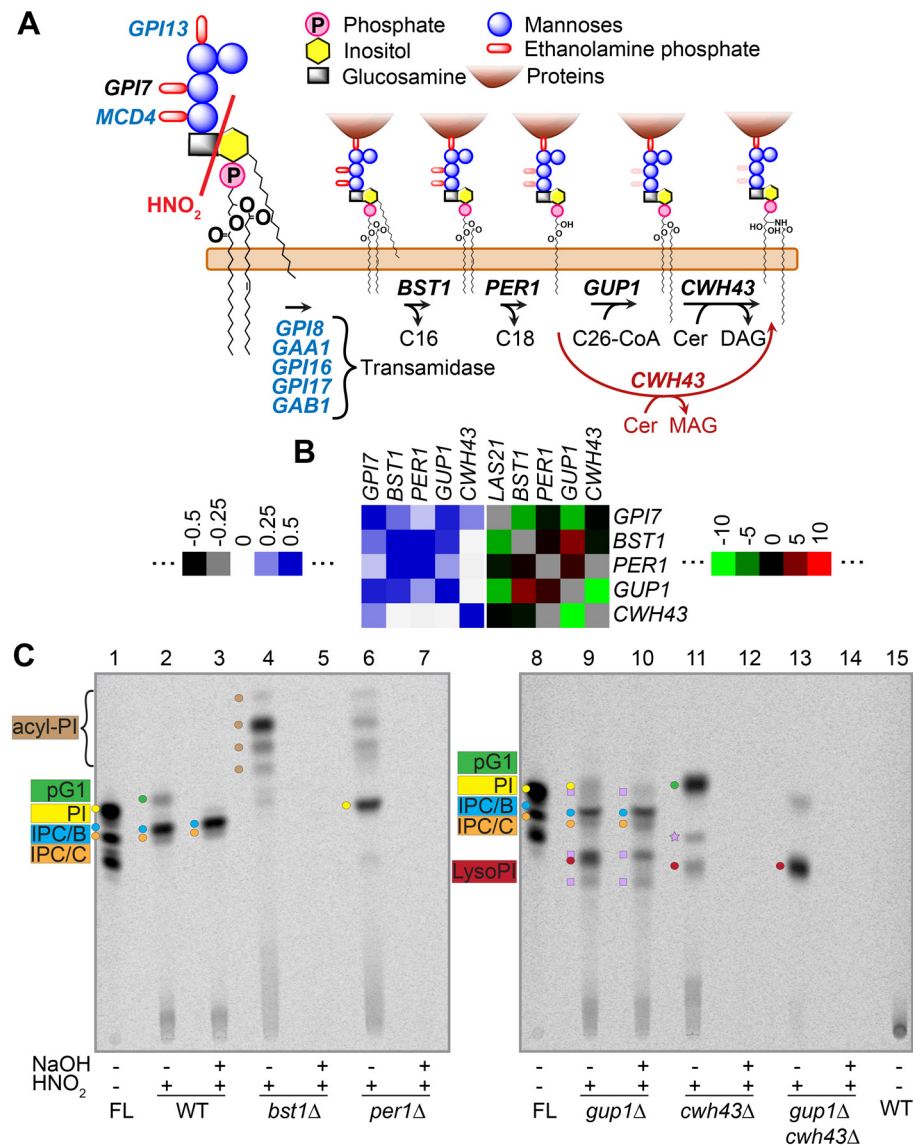 A
GPI13
GPI7
MCD4
HNO2
P
P Phosphate
Inositol
Glucosamine
Mannoses
Ethanolamine phosphate
Proteins
O O
O O
BST1 PER1 GUP1 CWH43
C16 C18 C26-CoA Cer DAG
GPI8
GAA1
GPI16
GPI17
GAB1
Transamidase
CWH43
Cer MAG
B
GPI7 BST1 PER1 GUP1 CWH43 LAS21 BST1 PER1 GUP1 CWH43
GPI7
BST1
PER1
GUP1
CWH43
... -0.5 -0.25 0 0.25 0.5 ...
-10 -5 0 5 10 ...
C
1 2 3 4 5 6 7 8 9 10 11 12 13 14 15
acyl-PI
pG1
PI
IPC/B
IPC/C
pG1
PI
IPC/B
IPC/C
LysoPI
NaOH - - + - + - + - - + - + - + -
HNO2 - + + + + + + - + + + + + + -
FL WT bst1Δ per1Δ FL gup1Δ cwh43Δ gup1Δ cwh43Δ WT